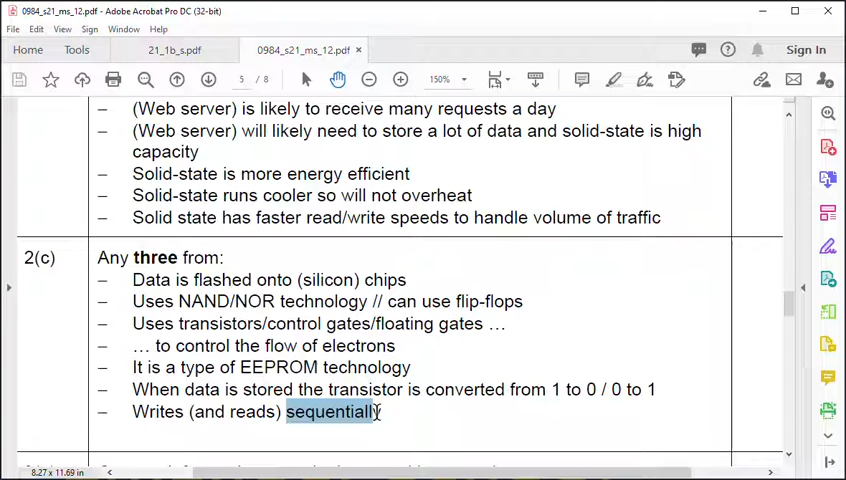 0984_s21_ms_12.pdf - Adobe Acrobat Pro DC (32-bit)
File Edit View Sign Window Help
Home Tools 21_1b_s.pdf 0984_s21_ms_12.pdf × Sign In
5 / 8 150%
– (Web server) is likely to receive many requests a day
– (Web server) will likely need to store a lot of data and solid-state is high
capacity
– Solid-state is more energy efficient
– Solid-state runs cooler so will not overheat
– Solid state has faster read/write speeds to handle volume of traffic
2(c) Any three from:
– Data is flashed onto (silicon) chips
– Uses NAND/NOR technology // can use flip-flops
– Uses transistors/control gates/floating gates …
– … to control the flow of electrons
– It is a type of EEPROM technology
– When data is stored the transistor is converted from 1 to 0 / 0 to 1
– Writes (and reads) sequentially
8.27 x 11.69 in